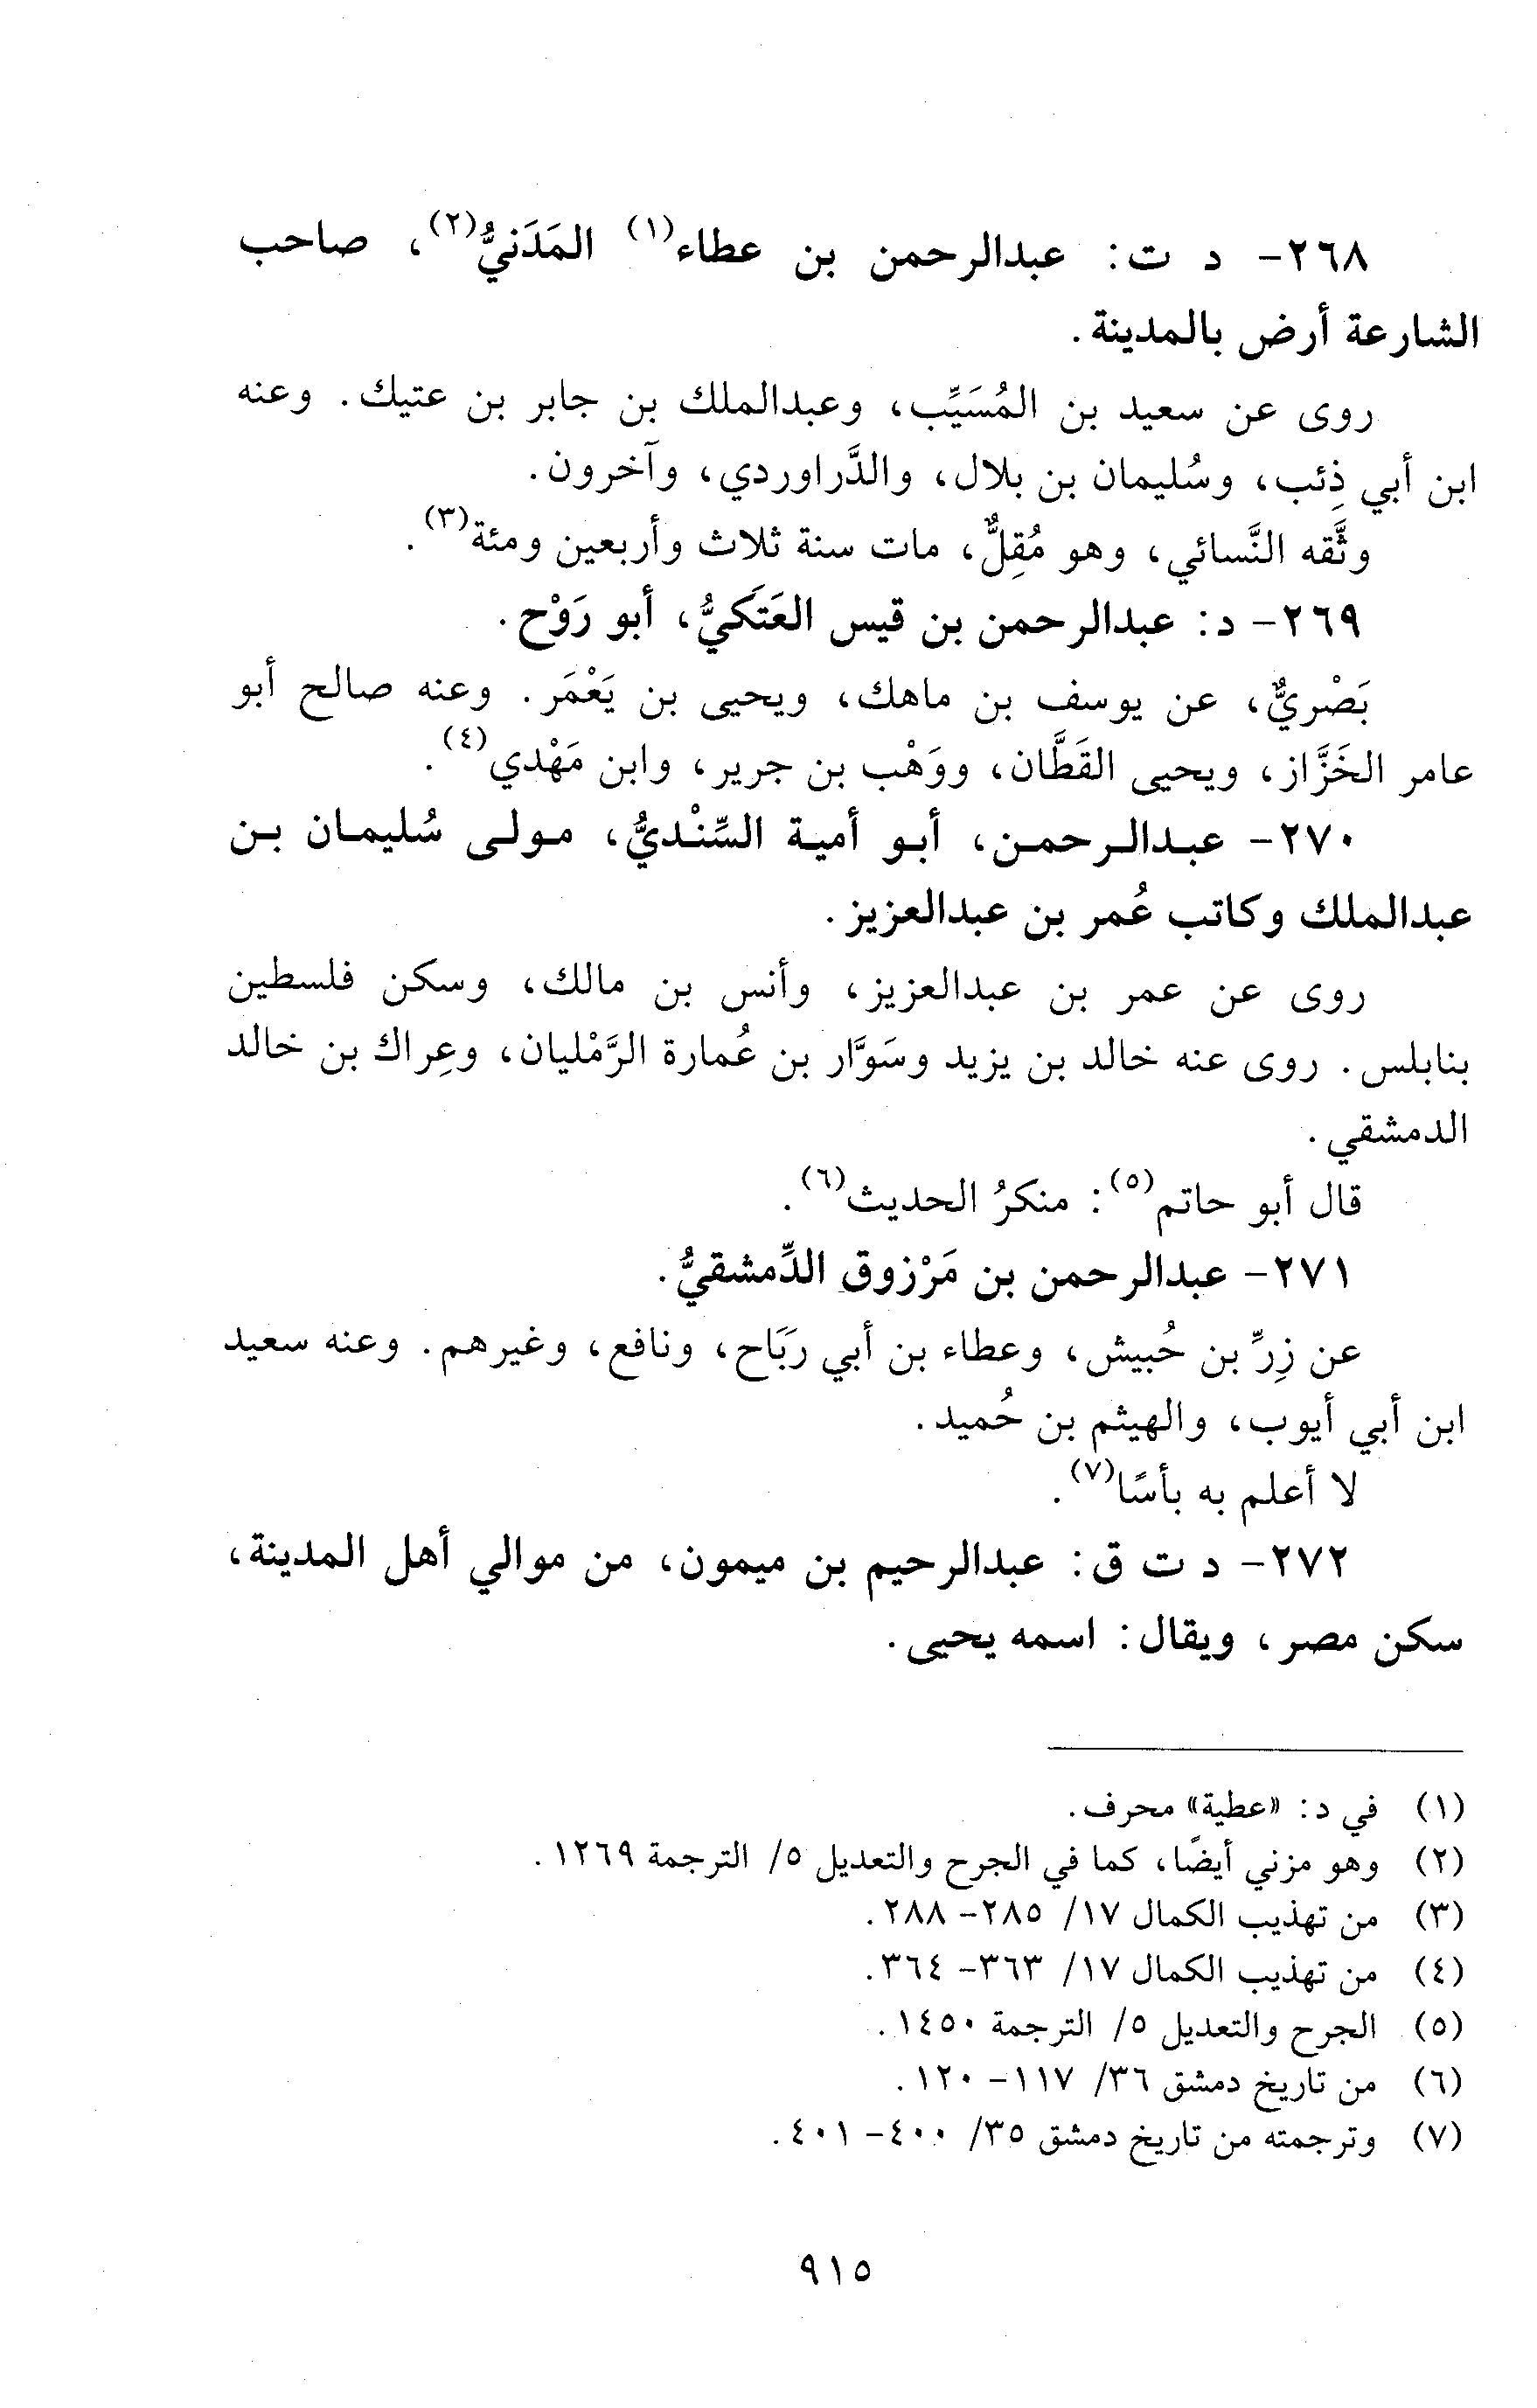 ٢٦٨- د ت: عبدالرحمن بن عطاء(١) المَدَنيُّ(٢)، صاحب
الشارعة أرض بالمدينة.
روى عن سعيد بن المُسَيِّب، وعبدالملك بن جابر بن عتيك. وعنه
ابن أبي ذِئب، وسُليمان بن بلال، والدَّراوردي، وآخرون.
وثَّقه النَّسائي، وهو مُقِلٌّ، مات سنة ثلاث وأربعين ومئة(٣).
٢٦٩- د: عبدالرحمن بن قيس العَتَكيُّ، أبو رَوْح.
بَصْريٌّ، عن يوسف بن ماهك، ويحيى بن يَعْمَر. وعنه صالح أبو
عامر الخَزَّاز، ويحيى القَطَّان، ووَهْب بن جرير، وابن مَهْدي(٤).
٢٧٠- عبدالرحمن، أبو أمية السِّنْديُّ، مولى سُليمان بن
عبدالملك وكاتب عُمر بن عبدالعزيز.
روى عن عمر بن عبدالعزيز، وأنس بن مالك، وسكن فلسطين
بنابلس. روى عنه خالد بن يزيد وسَوَّار بن عُمارة الرَّمْليان، وعِراك بن خالد
الدمشقي.
قال أبو حاتم(٥): منكرُ الحديث(٦).
٢٧١- عبدالرحمن بن مَرْزوق الدِّمشقيُّ.
عن زِرِّ بن حُبيش، وعطاء بن أبي رَبَاح، ونافع، وغيرهم. وعنه سعيد
ابن أبي أيوب، والهيثم بن حُميد.
لا أعلم به بأسًا(٧).
٢٧٢- د ت ق: عبدالرحيم بن ميمون، من موالي أهل المدينة،
سكن مصر، ويقال: اسمه يحيى.
(١) في د: «عطية» محرف.
(٢) وهو مزني أيضًا، كما في الجرح والتعديل ٥/ الترجمة ١٢٦٩.
(٣) من تهذيب الكمال ١٧/ ٢٨٥- ٢٨٨.
(٤) من تهذيب الكمال ١٧/ ٣٦٣- ٣٦٤.
(٥) الجرح والتعديل ٥/ الترجمة ١٤٥٠.
(٦) من تاريخ دمشق ٣٦/ ١١٧- ١٢٠.
(٧) وترجمته من تاريخ دمشق ٣٥/ ٤٠٠- ٤٠١.
٩١٥